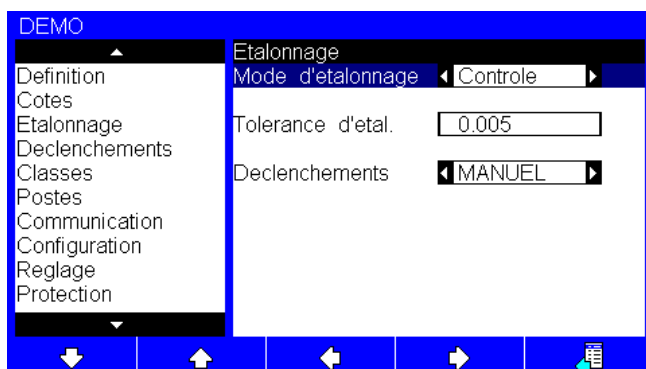 DEMO
Definition
Cotes
Etalonnage
Declenchements
Classes
Postes
Communication
Configuration
Reglage
Protection
Etalonnage
Mode d'etalonnage Controle
Tolerance d'etal. 0.005
Declenchements MANUEL